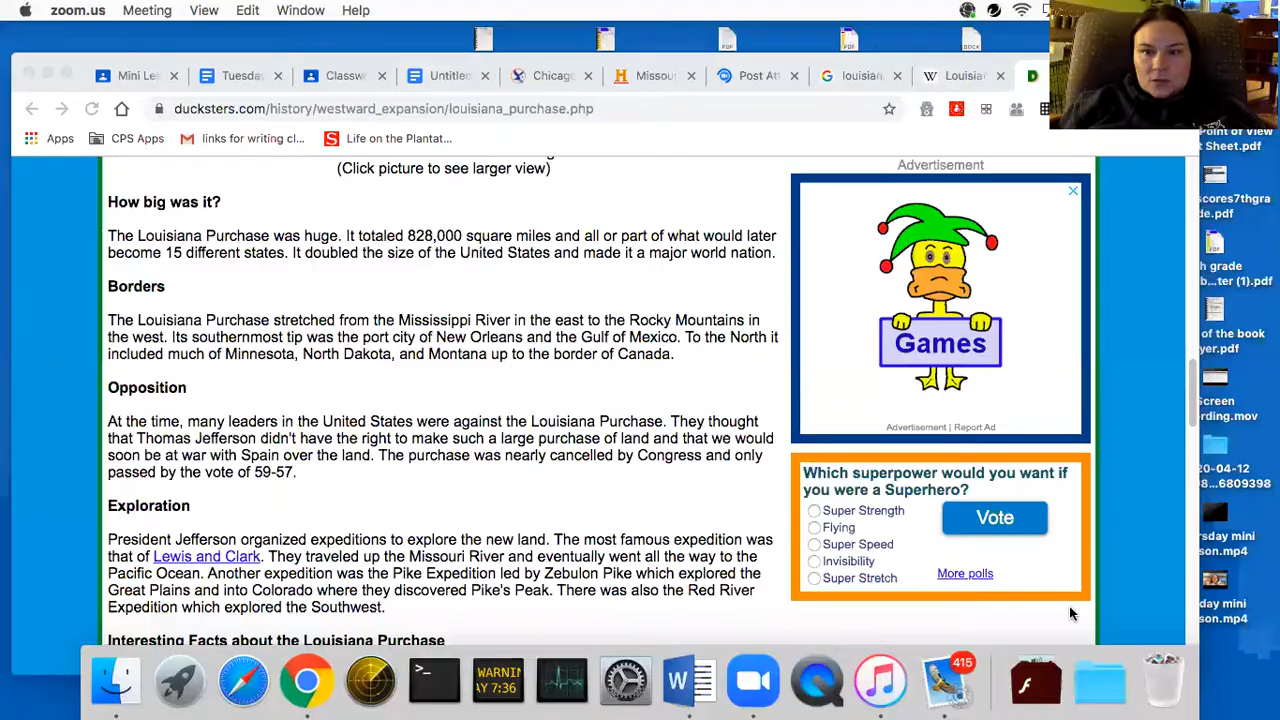 zoom.us Meeting View Edit Window Help
PDF
PDF
DOCX
Mini Le
Tuesda
Classw
Untitle
Chicag
Missou
Post Att
louisian
Louisia
ducksters.com/history/westward_expansion/louisiana_purchase.php
Apps
CPS App
links for writing cl...
Life on the Plantat...
(Click picture to see larger view)
How big was it?
The Louisiana Purchase was huge. It totaled 828,000 square miles and all or part of what would later
become 15 different states. It doubled the size of the United States and made it a major world nation.
Borders
The Louisiana Purchase stretched from the Mississippi River in the east to the Rocky Mountains in
the west. Its southernmost tip was the port city of New Orleans and the Gulf of Mexico. To the North it
included much of Minnesota, North Dakota, and Montana up to the border of Canada.
Opposition
At the time, many leaders in the United States were against the Louisiana Purchase. They thought
that Thomas Jefferson didn't have the right to make such a large purchase of land and that we would
soon be at war with Spain over the land. The purchase was nearly cancelled by Congress and only
passed by the vote of 59-57.
Exploration
President Jefferson organized expeditions to explore the new land. The most famous expedition was
that of Lewis and Clark. They traveled up the Missouri River and eventually went all the way to the
Pacific Ocean. Another expedition was the Pike Expedition led by Zebulon Pike which explored the
Great Plains and into Colorado where they discovered Pike's Peak. There was also the Red River
Expedition which explored the Southwest.
Interesting Facts about the Louisiana Purchase
Advertisement
Games
Advertisement | Report Ad
Which superpower would you want if
you were a Superhero?
Super Strength
Flying
Super Speed
Invisibility
Super Stretch
Vote
More polls
Point of View
t Sheet.pdf
cores7thgra
de.pdf
h grade
b...ter (1).pdf
of the book
yer.pdf
Screen
rding.mov
20-04-12
98...6809398
rsday mini
son.mp4
day mini
son.mp4
WARNIN
AY 7:36
415